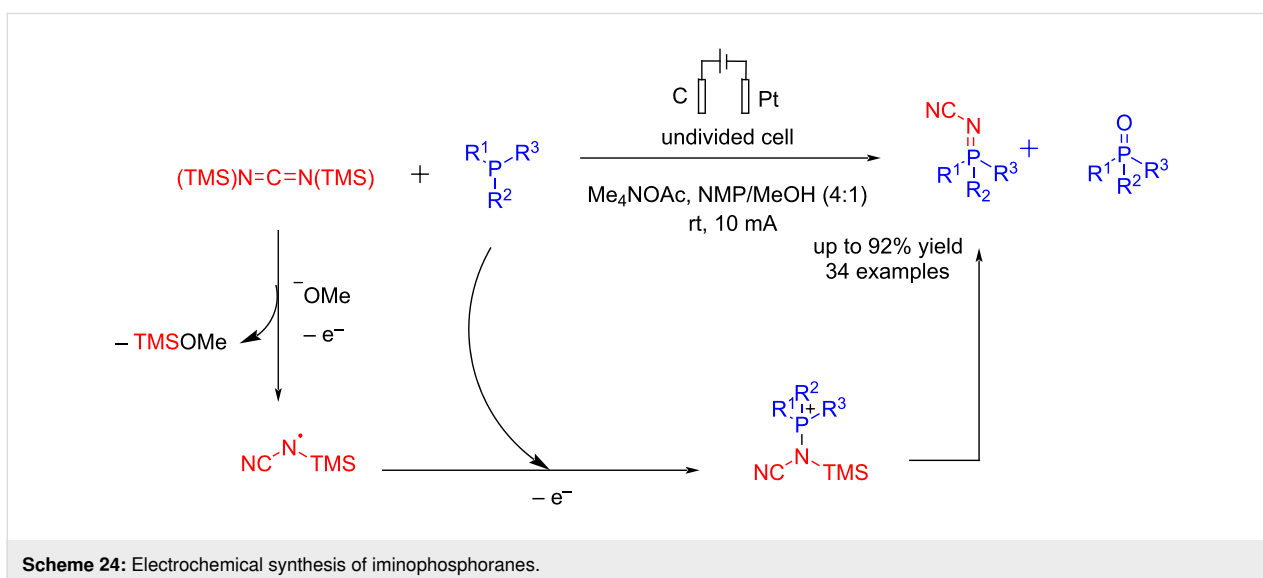 C Pt
undivided cell
(TMS)N=C=N(TMS) + R¹ P R³ R²
Me₄NOAc, NMP/MeOH (4:1)
rt, 10 mA
NC N P R¹ R₂ R³ + O P R¹ R² R³
up to 92% yield
34 examples
⁻OMe
– e⁻
– TMSOMe
NC N• TMS
– e⁻
R² R¹ + R³ P N NC TMS
Scheme 24: Electrochemical synthesis of iminophosphoranes.